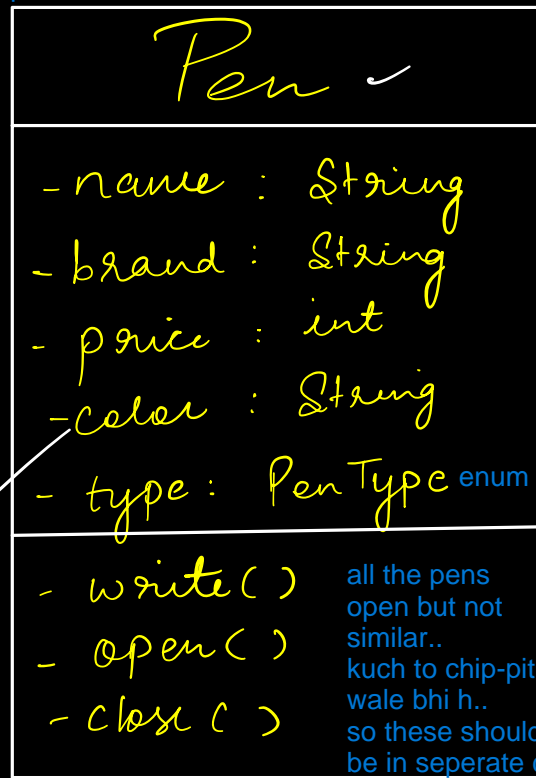 Pen
- name : String
- brand : String
- price : int
- color : String
- type : PenType enum
- write()
- open()
- close()
all the pens
open but not
similar..
kuch to chip-pit
wale bhi h..
so these should
be in seperate